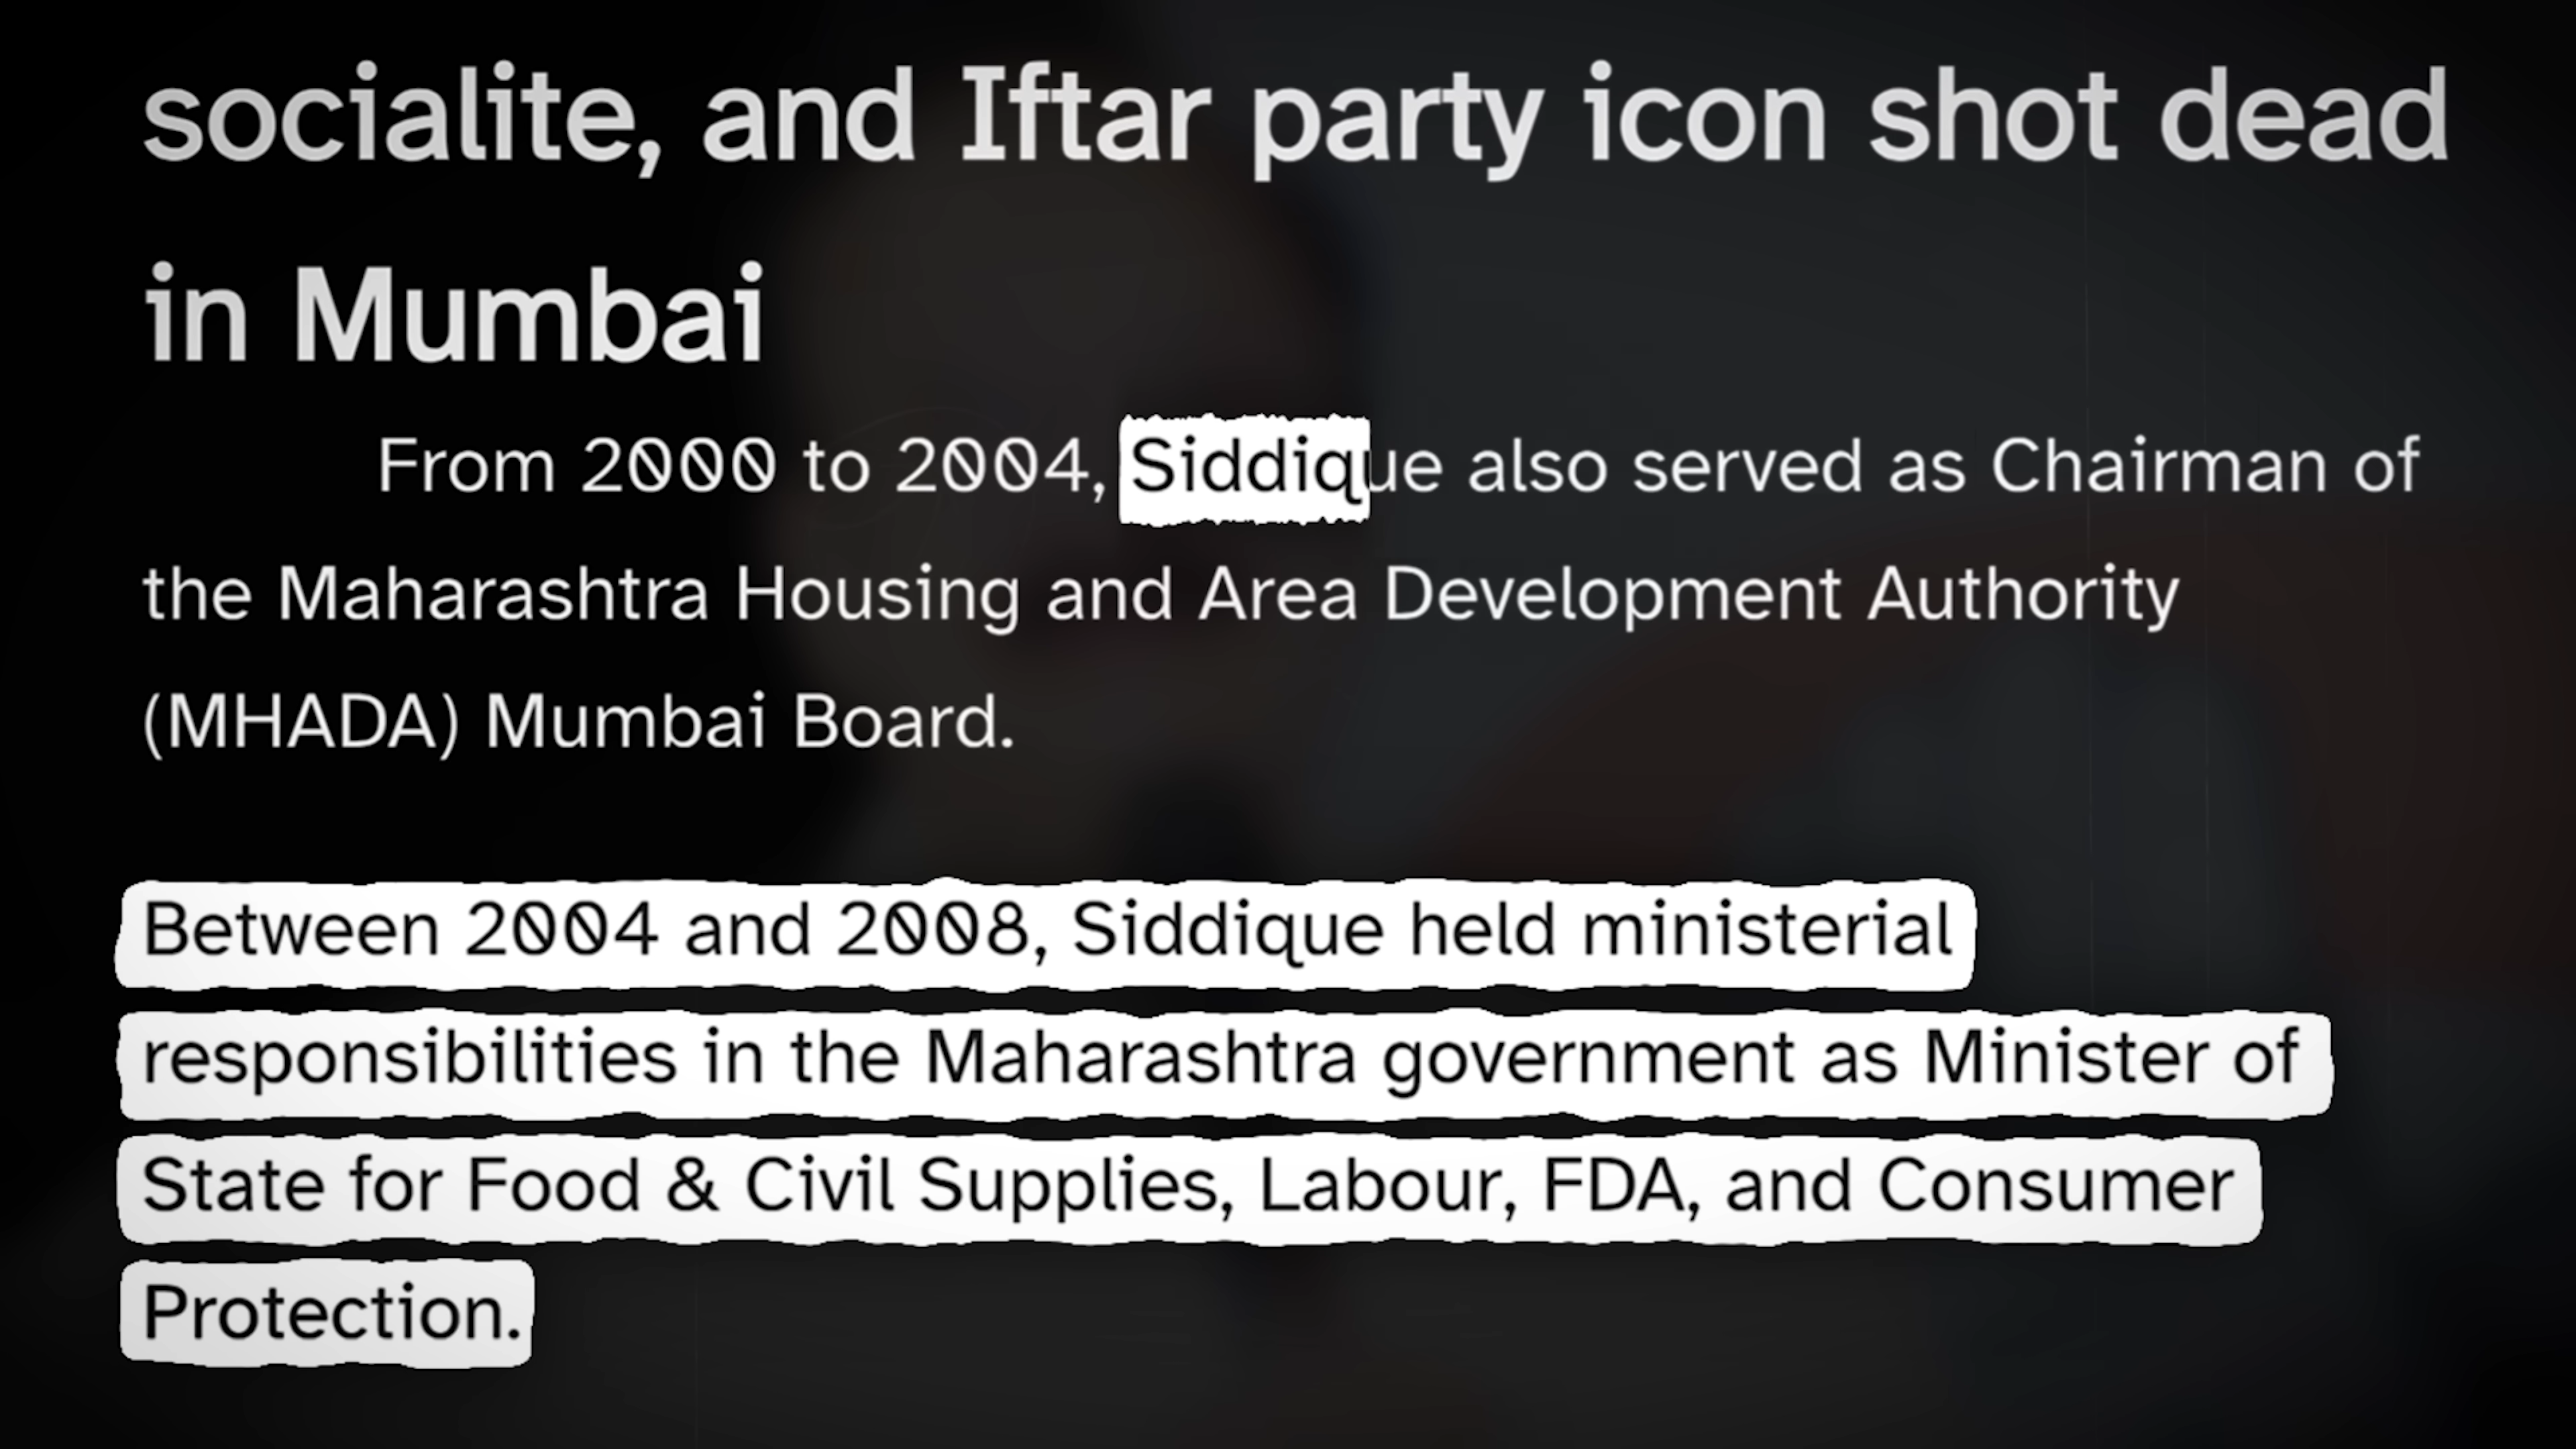 socialite, and Iftar party icon shot dead
in Mumbai
From 2000 to 2004, Siddique also served as Chairman of
the Maharashtra Housing and Area Development Authority
(MHADA) Mumbai Board.
Between 2004 and 2008, Siddique held ministerial
responsibilities in the Maharashtra government as Minister of
State for Food & Civil Supplies, Labour, FDA, and Consumer
Protection.